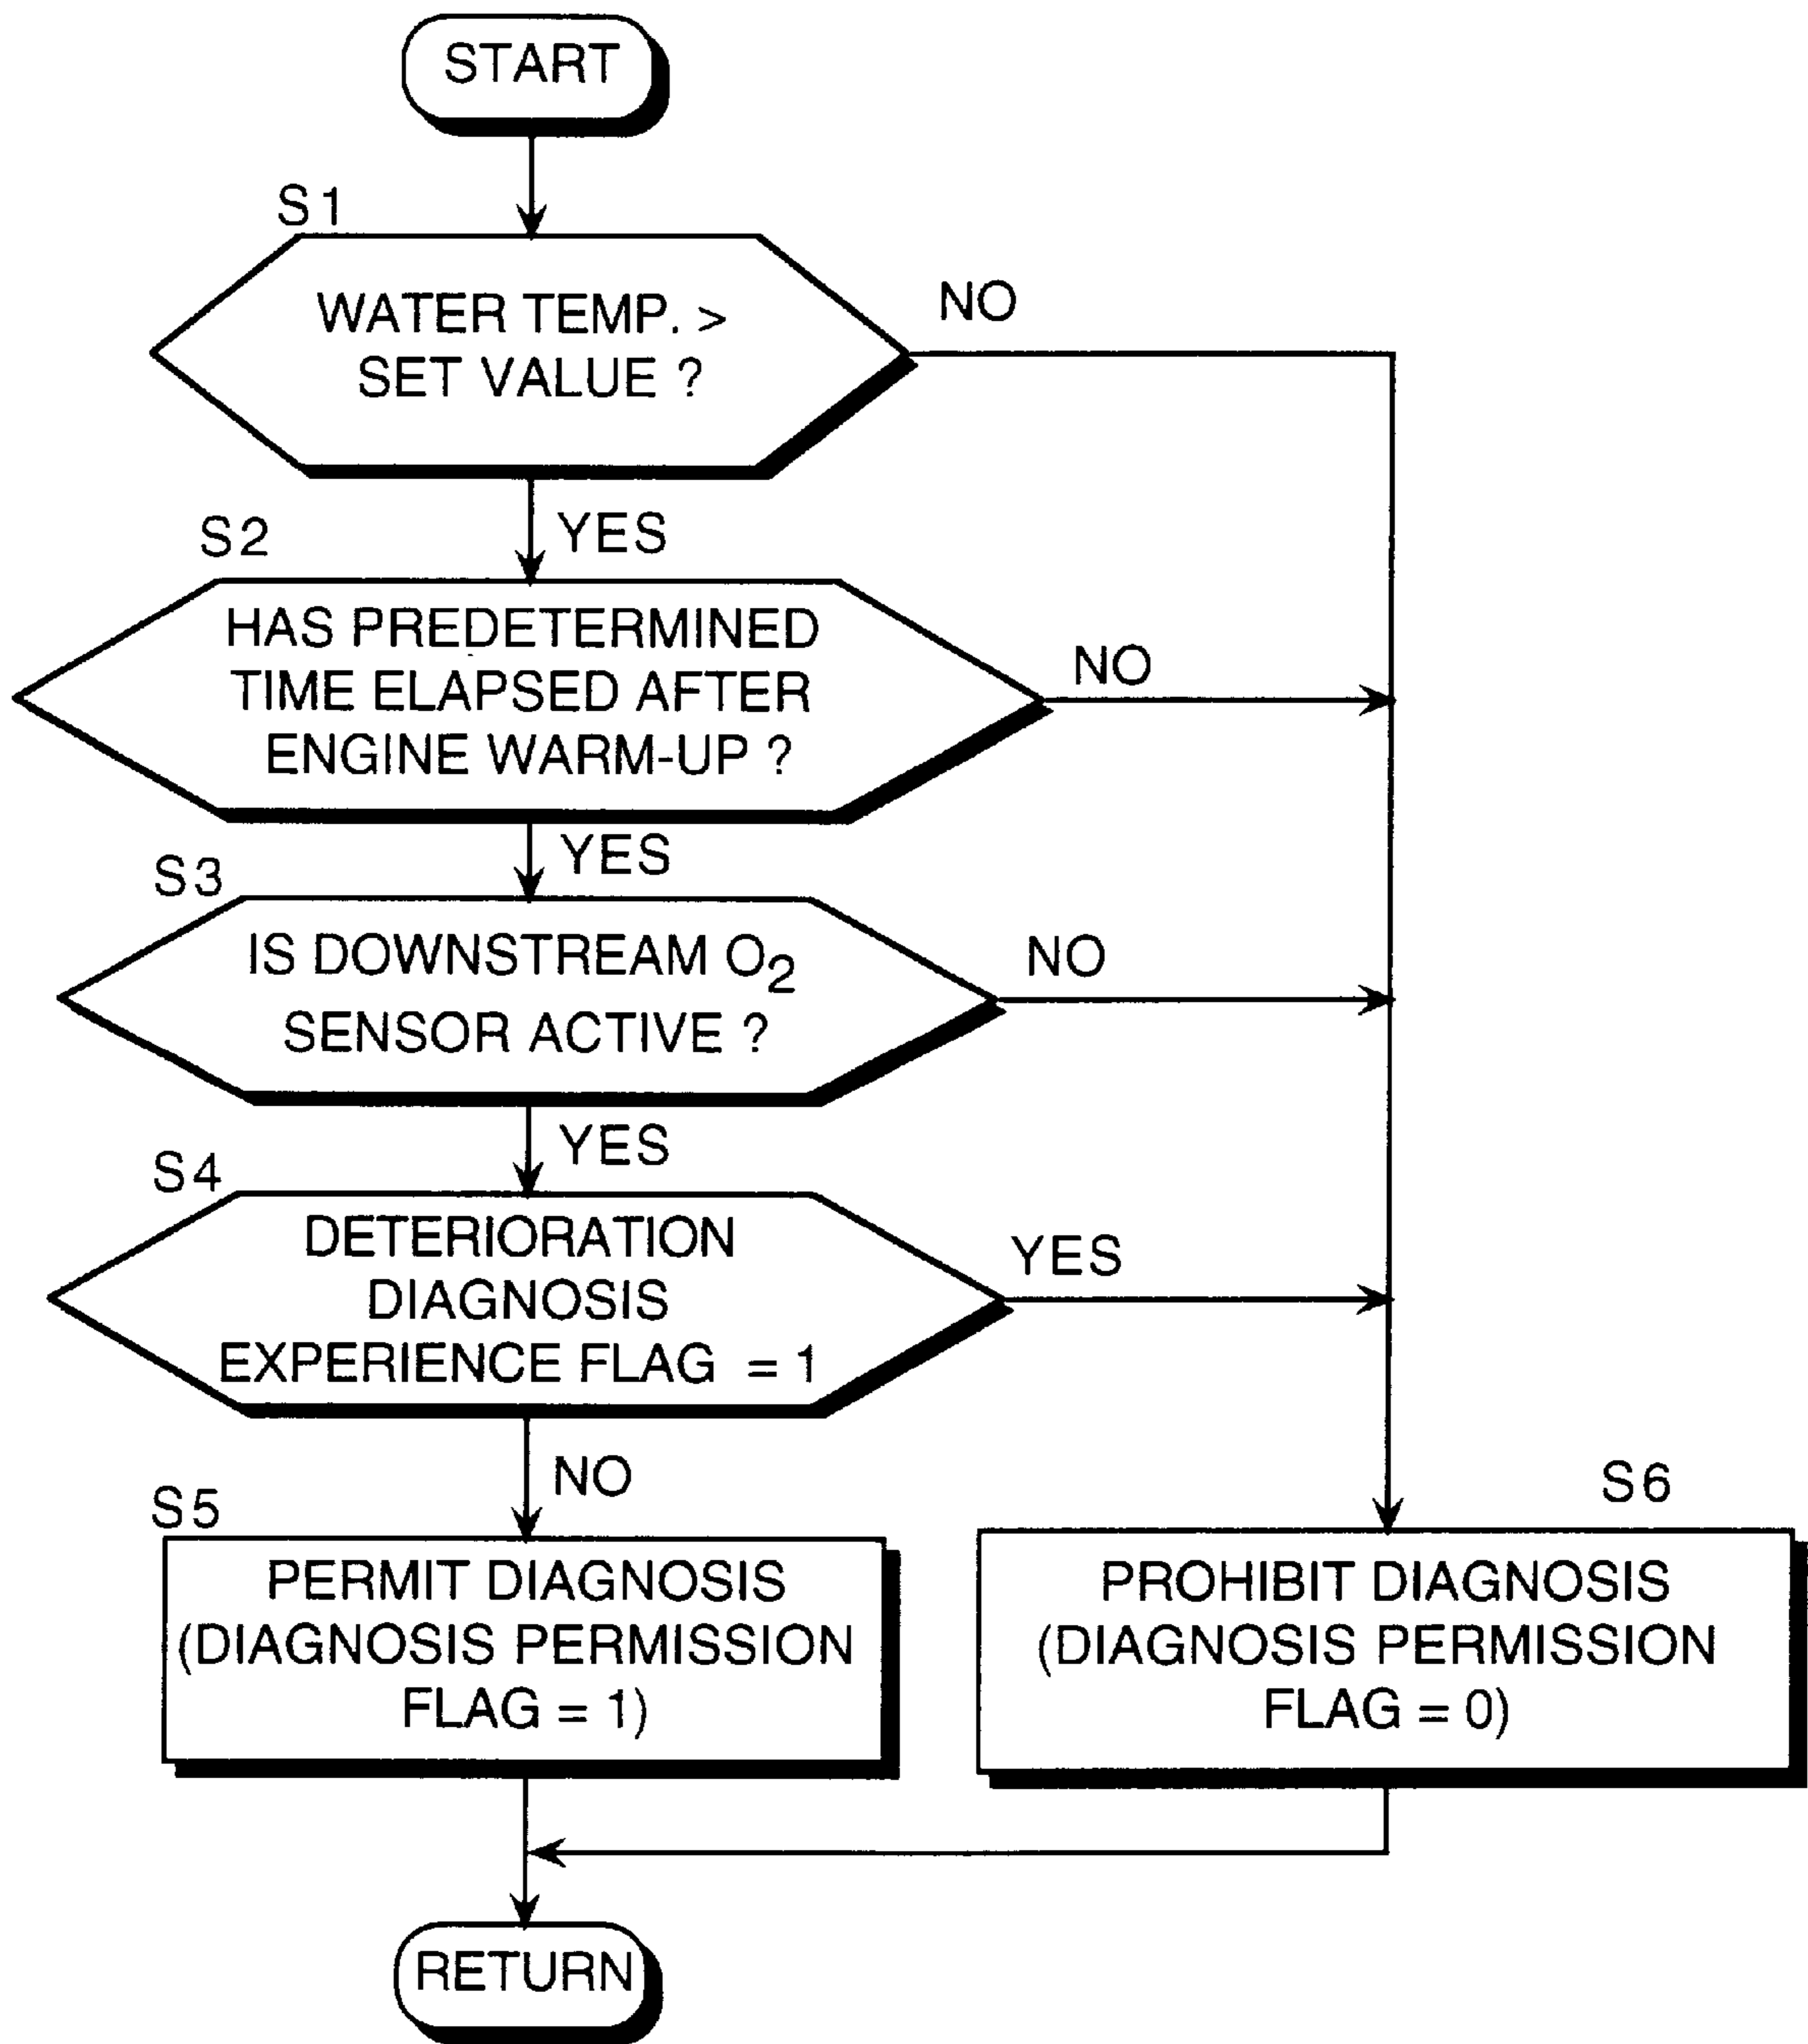 START
S1
WATER TEMP. >
SET VALUE ?
NO
YES
S2
HAS PREDETERMINED
TIME ELAPSED AFTER
ENGINE WARM-UP ?
NO
YES
S3
IS DOWNSTREAM O2
SENSOR ACTIVE ?
NO
YES
S4
DETERIORATION
DIAGNOSIS
EXPERIENCE FLAG = 1
YES
NO
S5
PERMIT DIAGNOSIS
(DIAGNOSIS PERMISSION
FLAG = 1)
S6
PROHIBIT DIAGNOSIS
(DIAGNOSIS PERMISSION
FLAG = 0)
RETURN